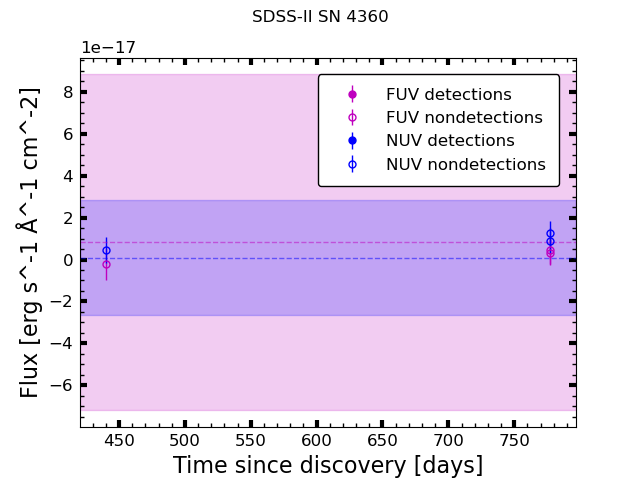 SDSS-II SN 4360
1e−17
FUV detections
FUV nondetections
NUV detections
NUV nondetections
8
6
4
2
0
−2
−4
−6
Flux [erg s^-1 Å^-1 cm^-2]
450 500 550 600 650 700 750
Time since discovery [days]